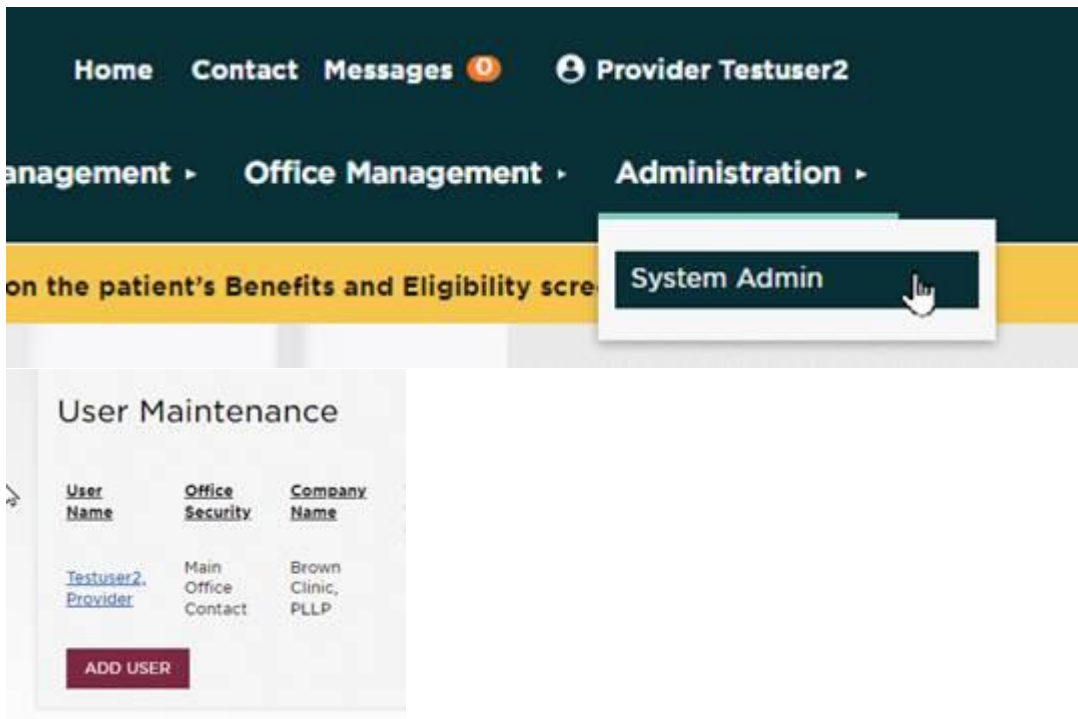 Home Contact Messages 0 Provider Testuser2
anagement Office Management Administration
on the patient's Benefits and Eligibility scre
System Admin
User Maintenance
User Name Office Security Company Name
Testuser2, Provider Main Office Contact Brown Clinic, PLLP
ADD USER